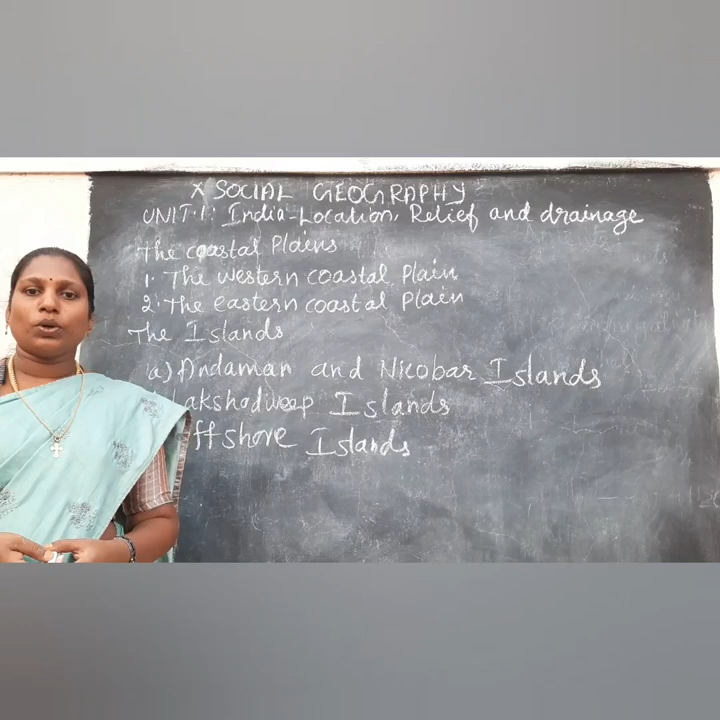 X SOCIAL GEOGRAPHY
UNIT.1: India-Location, Relief and drainage
The coastal Plains
1. The western coastal Plain
2. The eastern coastal Plain
The Islands
a) Andaman and Nicobar Islands
Lakshadweep Islands
ffshore Islands